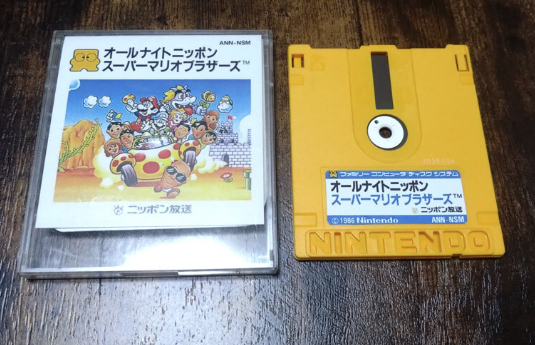 ANN-NSM
オールナイトニッポン
スーパーマリオブラザーズ™
ニッポン放送
ファミリー コンピュータ ディスク システム
オールナイトニッポン
スーパーマリオブラザーズ™
ニッポン放送
©1986 Nintendo ANN-NSM
NINTENDO